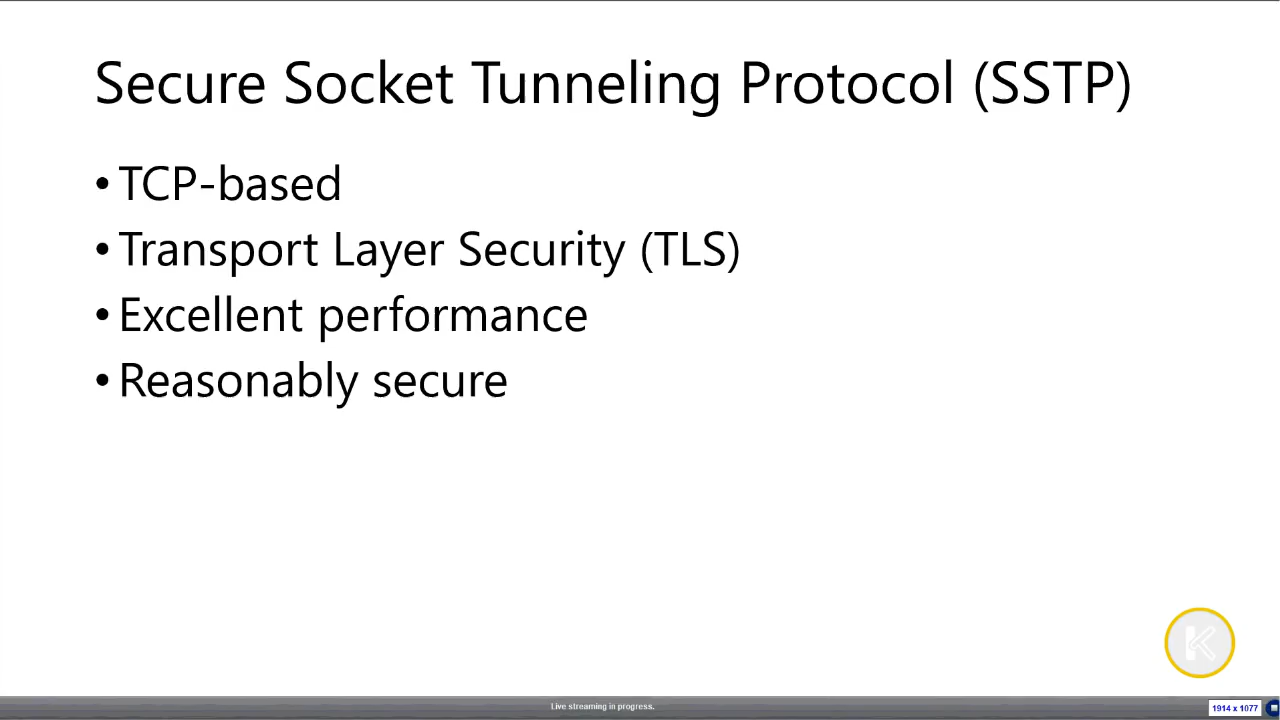 Secure Socket Tunneling Protocol (SSTP)
• TCP-based
• Transport Layer Security (TLS)
• Excellent performance
• Reasonably secure
K
Live streaming in progress.
1914 x 1077